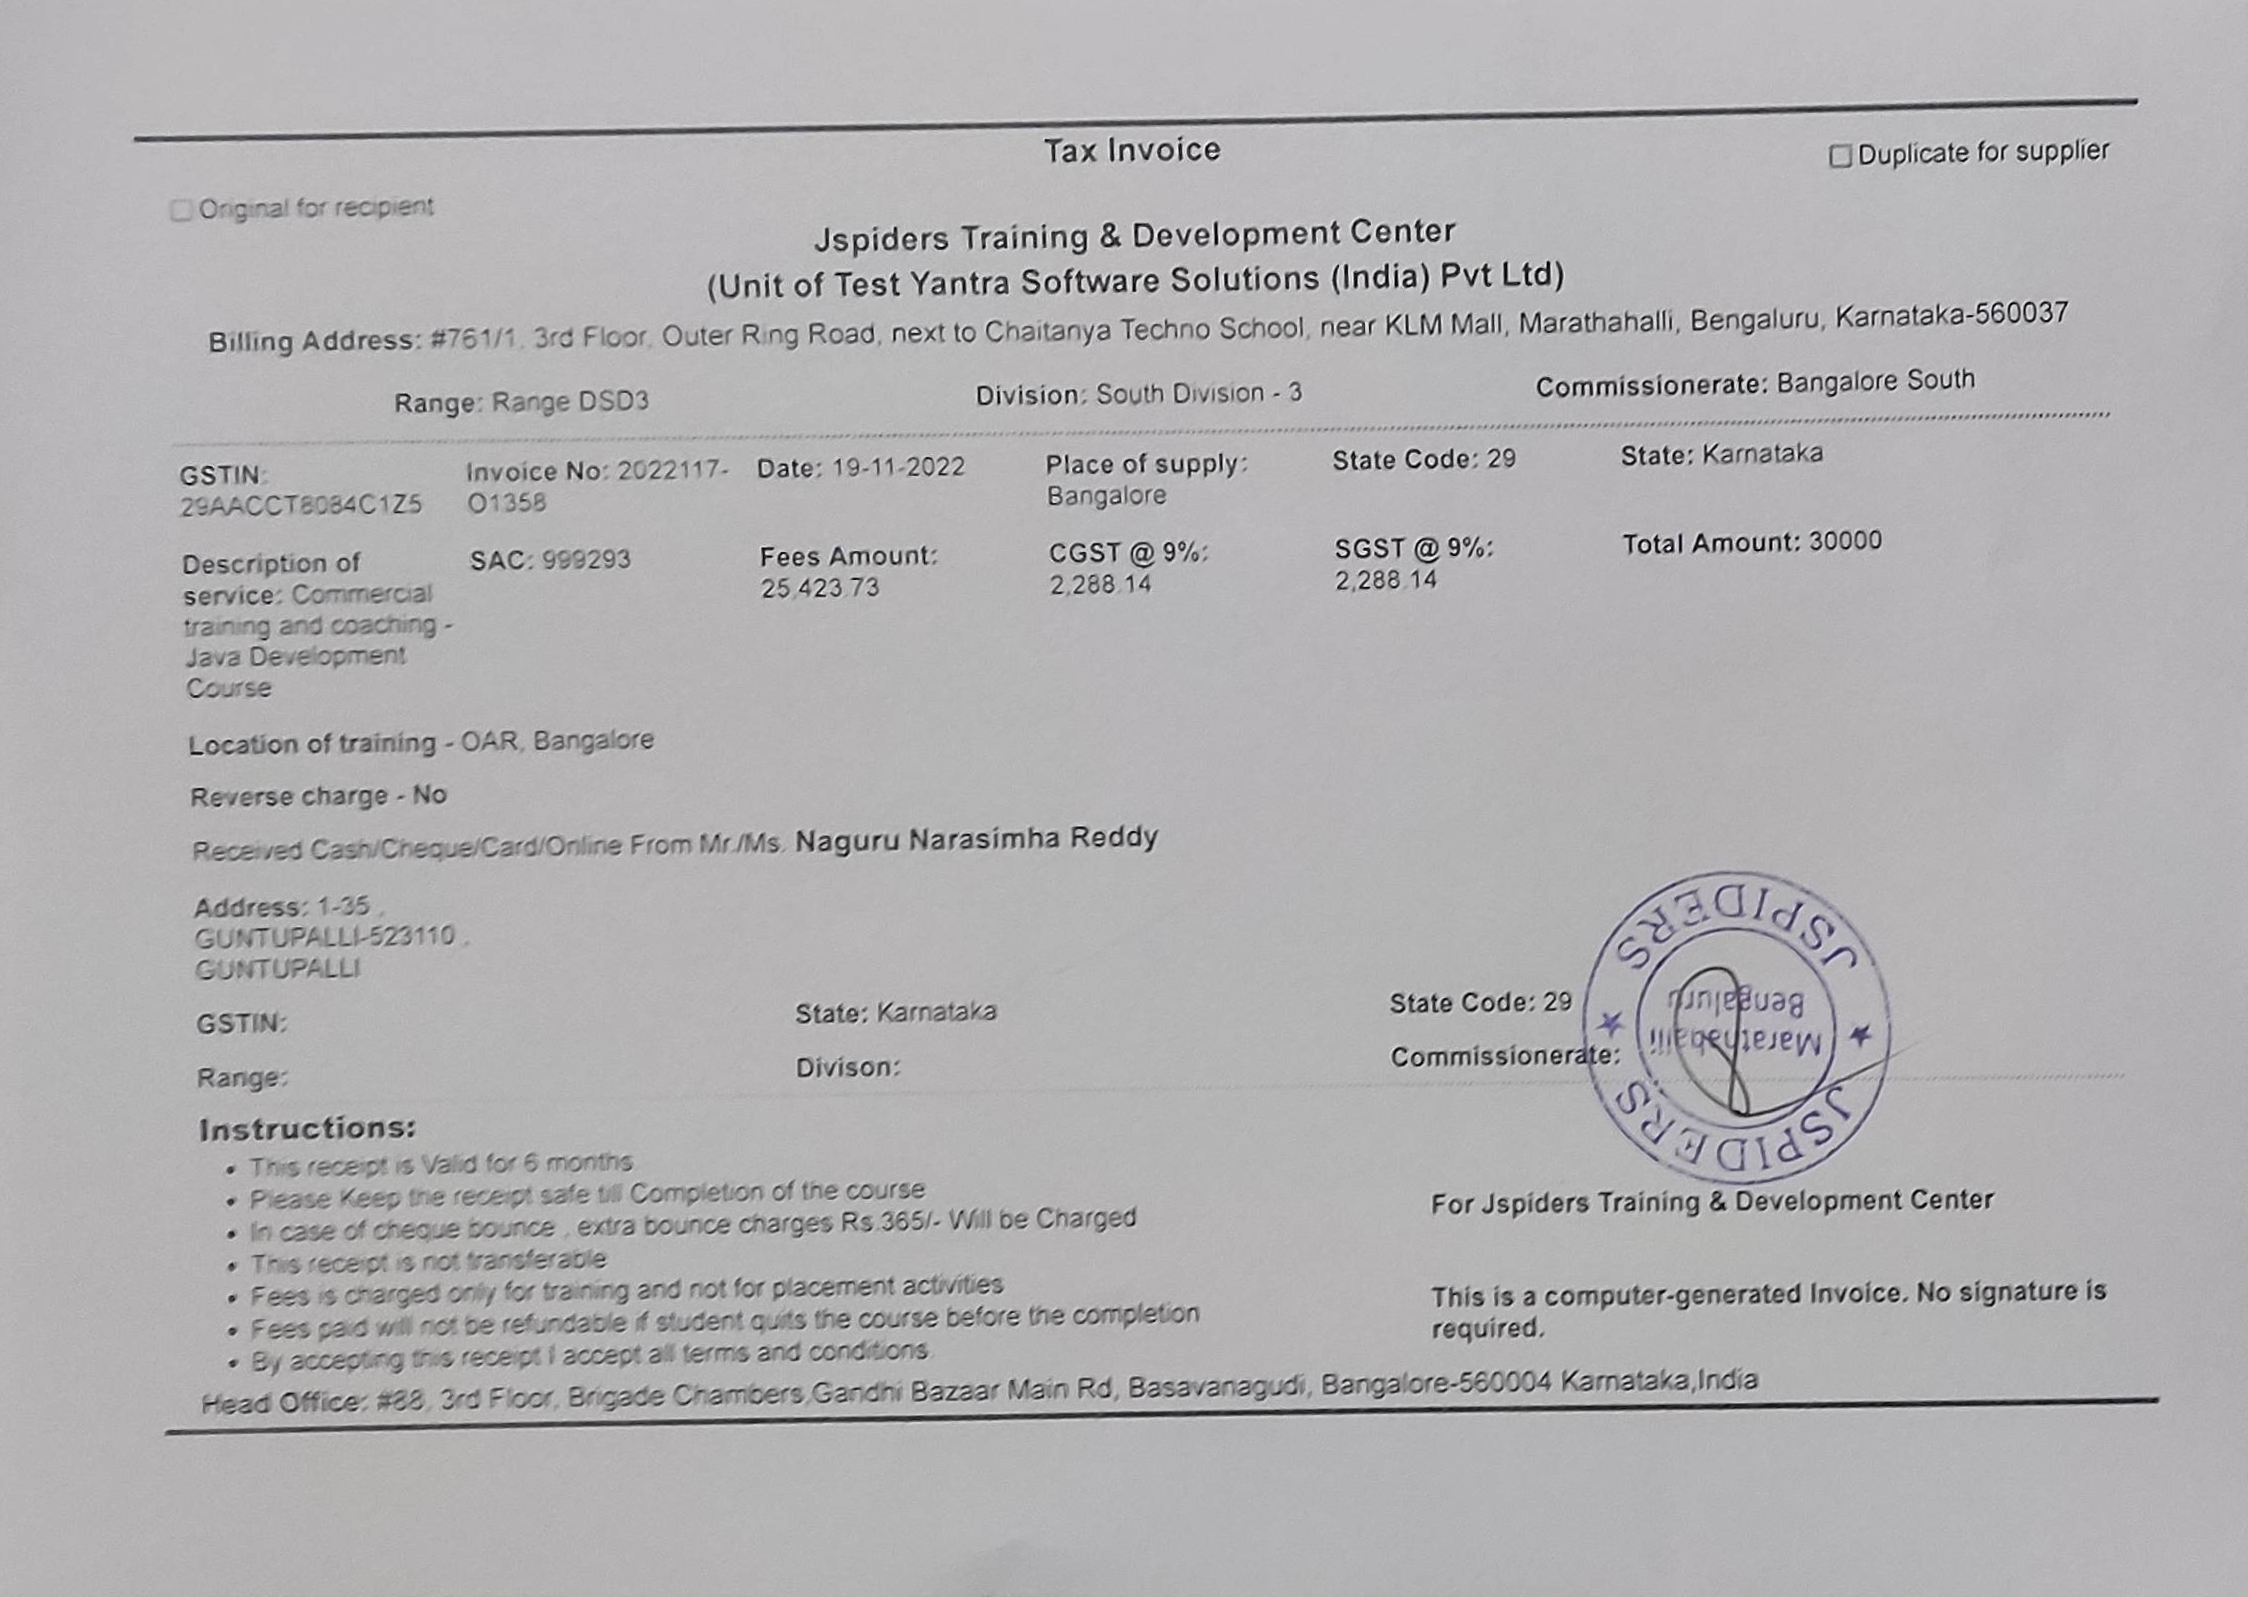 Tax Invoice
Duplicate for supplier
Original for recipient
Jspiders Training & Development Center
(Unit of Test Yantra Software Solutions (India) Pvt Ltd)
Billing Address: #761/1, 3rd Floor, Outer Ring Road, next to Chaitanya Techno School, near KLM Mall, Marathahalli, Bengaluru, Karnataka-560037
Range: Range DSD3 Division: South Division - 3 Commissionerate: Bangalore South
GSTIN: Invoice No: 2022117- Date: 19-11-2022 Place of supply: State Code: 29 State: Karnataka
29AACCT8084C1Z5 O1358 Bangalore
Description of SAC: 999293 Fees Amount: CGST @ 9%: SGST @ 9%: Total Amount: 30000
service: Commercial 25,423.73 2,288.14 2,288.14
training and coaching -
Java Development
Course
Location of training - OAR, Bangalore
Reverse charge - No
Received Cash/Cheque/Card/Online From Mr./Ms. Naguru Narasimha Reddy
Address: 1-35 ,
GUNTUPALLI-523110 ,
GUNTUPALLI
GSTIN: State: Karnataka State Code: 29
Range: Divison: Commissionerate:
JSPIDERS
Marathahalli
Bengaluru
JSPIDERS
Instructions:
• This receipt is Valid for 6 months
• Please Keep the receipt safe till Completion of the course
• In case of cheque bounce , extra bounce charges Rs.365/- Will be Charged
• This receipt is not transferable
• Fees is charged only for training and not for placement activities
• Fees paid will not be refundable if student quits the course before the completion
• By accepting this receipt I accept all terms and conditions.
For Jspiders Training & Development Center
This is a computer-generated Invoice. No signature is
required.
Head Office: #88, 3rd Floor, Brigade Chambers,Gandhi Bazaar Main Rd, Basavanagudi, Bangalore-560004 Karnataka,India